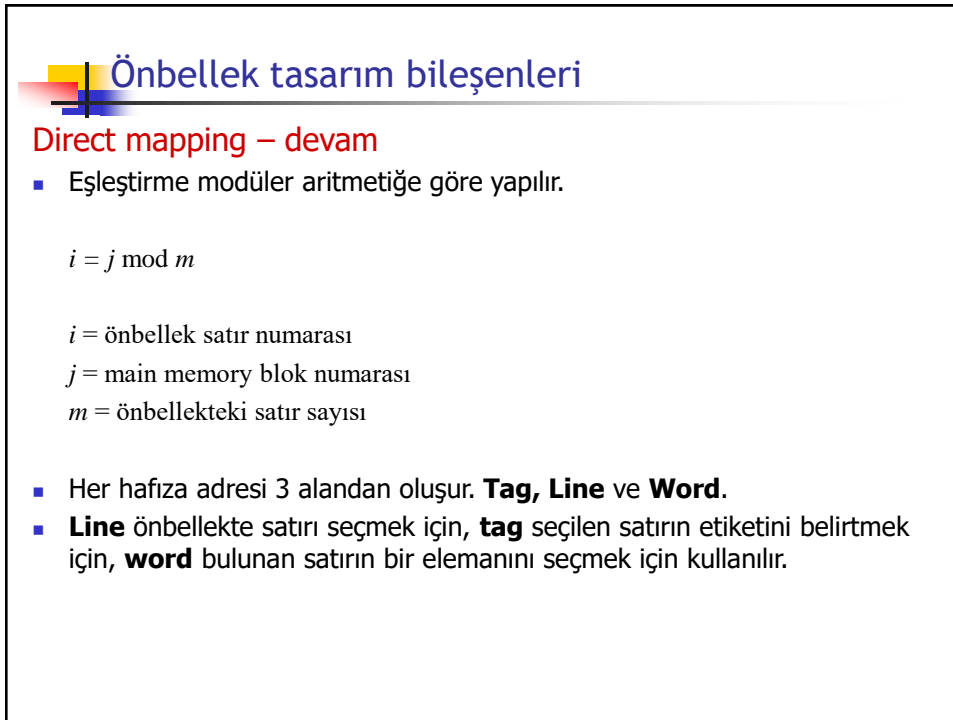 Önbellek tasarım bileşenleri
Direct mapping – devam
Eşleştirme modüler aritmetiğe göre yapılır.
i = j mod m
i = önbellek satır numarası
j = main memory blok numarası
m = önbellekteki satır sayısı
Her hafıza adresi 3 alandan oluşur. Tag, Line ve Word.
Line önbellekte satırı seçmek için, tag seçilen satırın etiketini belirtmek
için, word bulunan satırın bir elemanını seçmek için kullanılır.